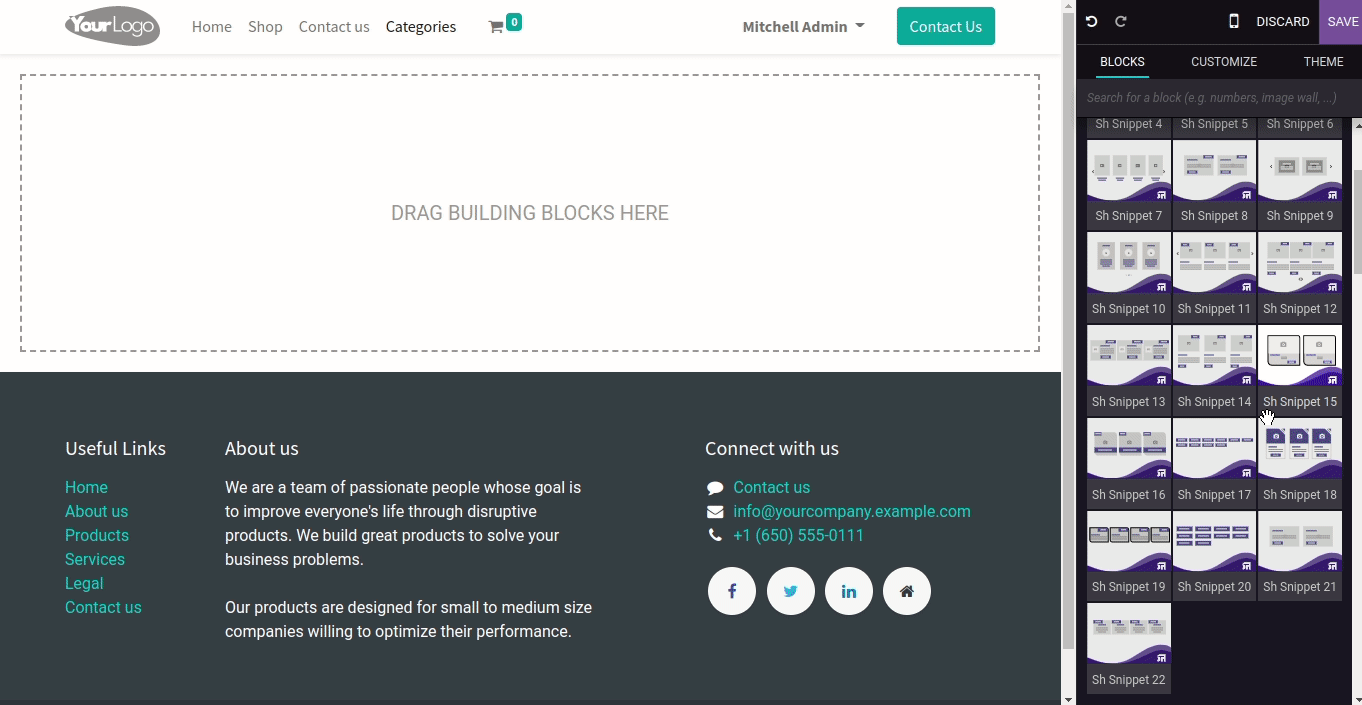 YourLogo Home Shop Contact us Categories 0 Mitchell Admin Contact Us
DISCARD SAVE
BLOCKS CUSTOMIZE THEME
Search for a block (e.g. numbers, image wall, ...)
DRAG BUILDING BLOCKS HERE
Sh Snippet 4 Sh Snippet 5 Sh Snippet 6
Sh Snippet 7 Sh Snippet 8 Sh Snippet 9
Sh Snippet 10 Sh Snippet 11 Sh Snippet 12
Sh Snippet 13 Sh Snippet 14 Sh Snippet 15
Sh Snippet 16 Sh Snippet 17 Sh Snippet 18
Sh Snippet 19 Sh Snippet 20 Sh Snippet 21
Sh Snippet 22
Useful Links
Home
About us
Products
Services
Legal
Contact us
About us
We are a team of passionate people whose goal is
to improve everyone's life through disruptive
products. We build great products to solve your
business problems.
Our products are designed for small to medium size
companies willing to optimize their performance.
Connect with us
Contact us
info@yourcompany.example.com
+1 (650) 555-0111